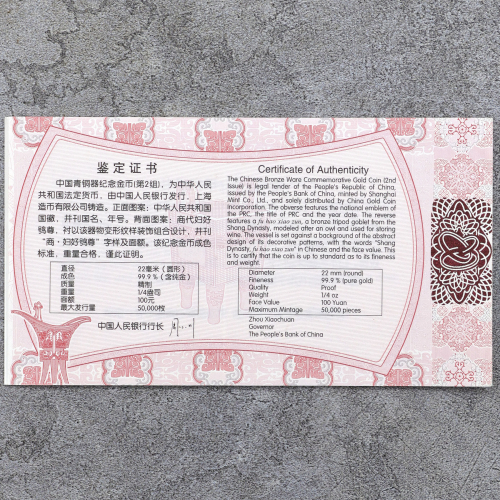 鉴定证书
中国青铜器纪念金币(第2组)，为中华人民
共和国法定货币，由中国人民银行发行、上海
造币有限公司铸造。正面图案：中华人民共和国
国徽，并刊国名、年号。背面图案：商代妇好
鸮尊，衬以该器物变形纹样装饰组合设计，并刊
“商·妇好鸮尊”字样及面额。该纪念金币成色
标准，重量合格，谨此证明。
直径 22毫米（圆形）
成色 99.9％（含纯金）
质量 精制
重量 1/4盎司
面额 100元
最大发行量 50,000枚
中国人民银行行长
Certificate of Authenticity
The Chinese Bronze Ware Commemorative Gold Coin (2nd
Issue) is legal tender of the People's Republic of China,
issued by the People's Bank of China, minted by Shanghai
Mint Co., Ltd., and solely distributed by China Gold Coin
Incorporation. The obverse features the national emblem of
the PRC, the title of PRC and the year date. The reverse
features a fu hao xiao zun, a bronze tripod goblet from the
Shang Dynasty, modeled after an owl and used for storing
wine. The vessel is set against a background of the abstract
design of its decorative patterns, with the words "Shang
Dynasty, fu hao xiao zun" in Chinese and the face value. This
is to certify that the coin is up to standard as to its fineness
and weight.
Diameter 22 mm (round)
Fineness 99.9 % (pure gold)
Quality Proof
Weight 1/4 oz
Face Value 100 Yuan
Maximum Mintage 50,000 pieces
Zhou Xiaochuan
Governor
The People's Bank of China